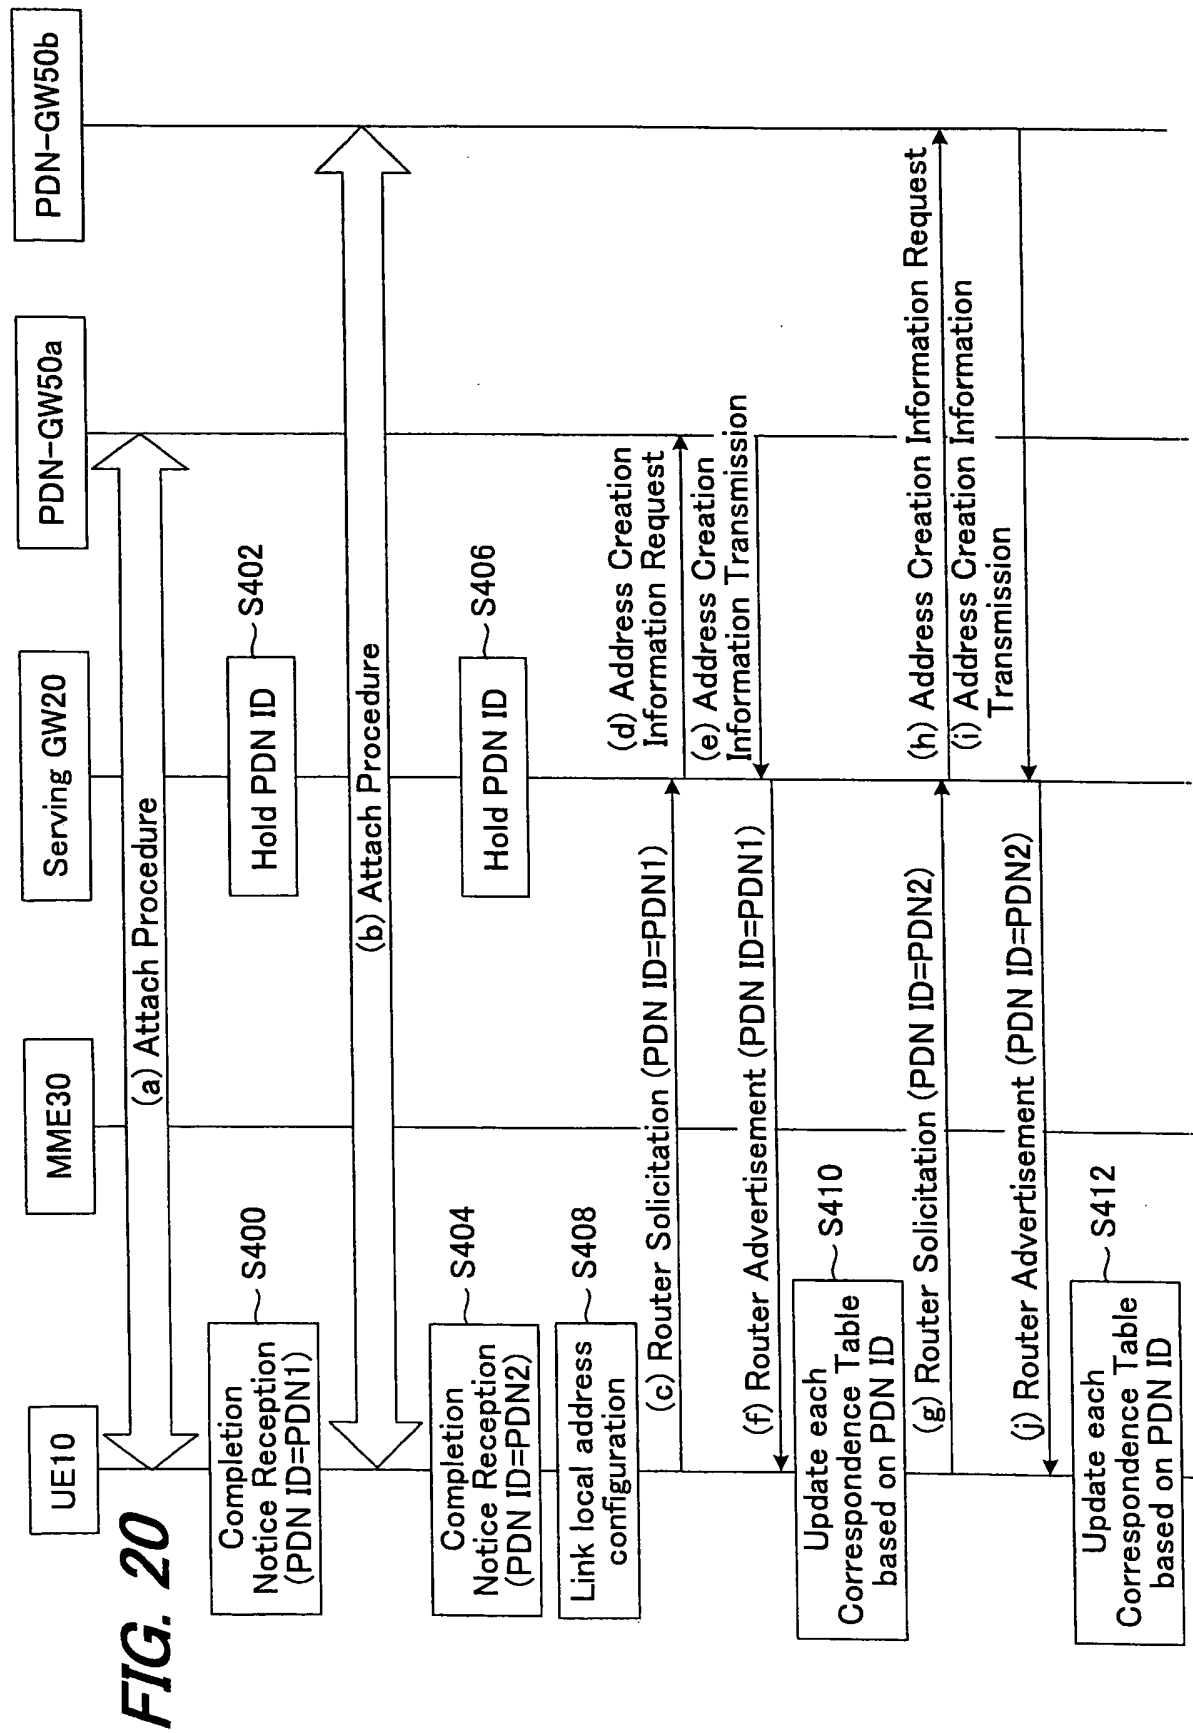 FIG. 20
UE10
MME30
Serving GW20
PDN-GW50a
PDN-GW50b
(a) Attach Procedure
Completion
Notice Reception
(PDN ID=PDN1)
S400
Hold PDN ID
S402
(b) Attach Procedure
Completion
Notice Reception
(PDN ID=PDN2)
S404
Hold PDN ID
S406
Link local address
configuration
S408
(c) Router Solicitation (PDN ID=PDN1)
(d) Address Creation
Information Request
(e) Address Creation
Information Transmission
(f) Router Advertisement (PDN ID=PDN1)
Update each
Correspondence Table
based on PDN ID
S410
(g) Router Solicitation (PDN ID=PDN2)
(h) Address Creation Information Request
(i) Address Creation Information
Transmission
(j) Router Advertisement (PDN ID=PDN2)
Update each
Correspondence Table
based on PDN ID
S412